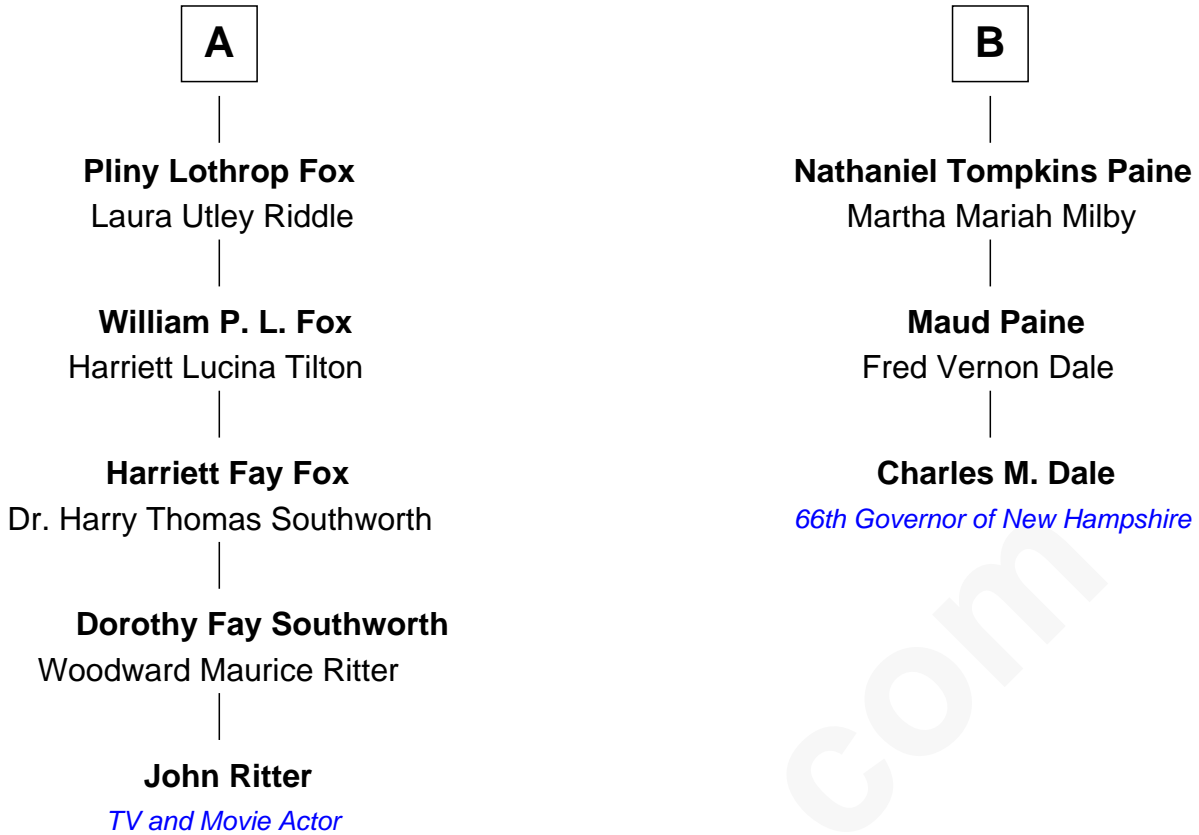 A
Pliny Lothrop Fox
Laura Utley Riddle
William P. L. Fox
Harriett Lucina Tilton
Harriett Fay Fox
Dr. Harry Thomas Southworth
Dorothy Fay Southworth
Woodward Maurice Ritter
John Ritter
TV and Movie Actor
B
Nathaniel Tompkins Paine
Martha Mariah Milby
Maud Paine
Fred Vernon Dale
Charles M. Dale
66th Governor of New Hampshire
com